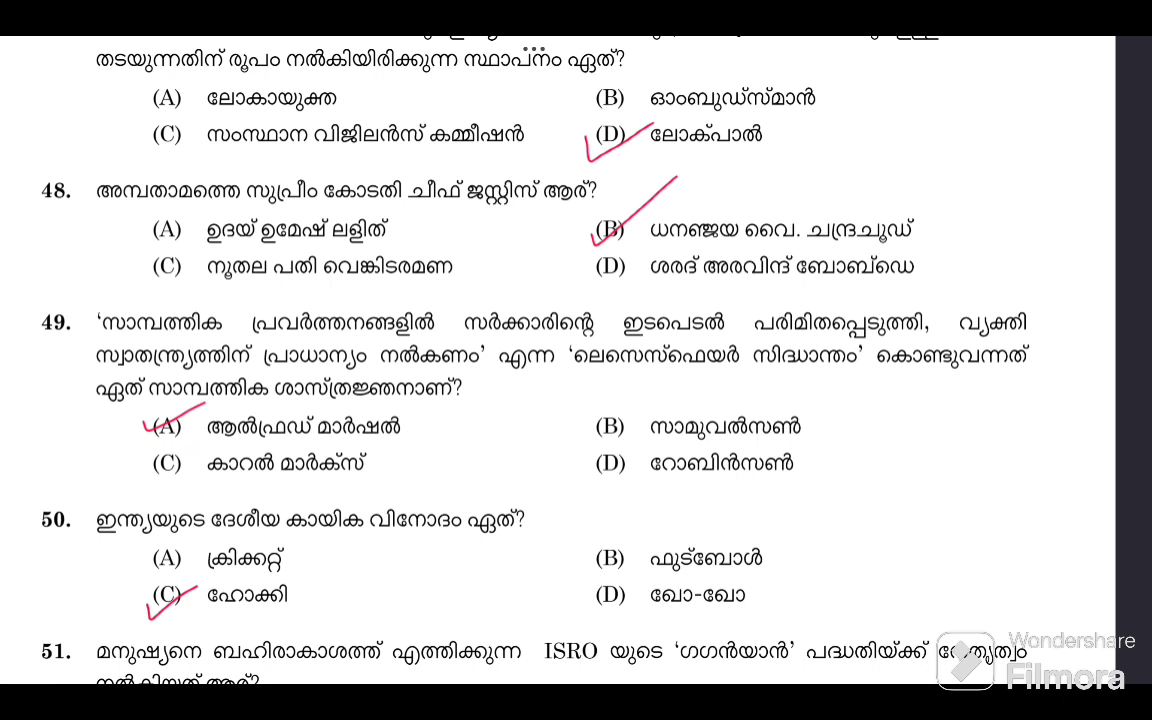 തടയുന്നതിന് രൂപം നൽകിയിരിക്കുന്ന സ്ഥാപനം ഏത്?
(A) ലോകായുക്ത (B) ഓംബുഡ്സ്മാൻ
(C) സംസ്ഥാന വിജിലൻസ് കമ്മീഷൻ (D) ലോക്പാൽ
48. അമ്പതാമത്തെ സുപ്രീം കോടതി ചീഫ് ജസ്റ്റിസ് ആര്?
(A) ഉദയ് ഉമേഷ് ലളിത് (B) ധനഞ്ജയ വൈ. ചന്ദ്രചൂഡ്
(C) നൂതല പതി വെങ്കിടരമണ (D) ശരദ് അരവിന്ദ് ബോബ്ഡെ
49. 'സാമ്പത്തിക പ്രവർത്തനങ്ങളിൽ സർക്കാരിന്റെ ഇടപെടൽ പരിമിതപ്പെടുത്തി, വ്യക്തി
സ്വാതന്ത്ര്യത്തിന് പ്രാധാന്യം നൽകണം' എന്ന 'ലെസെസ്ഫെയർ സിദ്ധാന്തം' കൊണ്ടുവന്നത്
ഏത് സാമ്പത്തിക ശാസ്ത്രജ്ഞനാണ്?
(A) ആൽഫ്രഡ് മാർഷൽ (B) സാമുവൽസൺ
(C) കാറൽ മാർക്സ് (D) റോബിൻസൺ
50. ഇന്ത്യയുടെ ദേശീയ കായിക വിനോദം ഏത്?
(A) ക്രിക്കറ്റ് (B) ഫുട്ബോൾ
(C) ഹോക്കി (D) ഖോ-ഖോ
51. മനുഷ്യനെ ബഹിരാകാശത്ത് എത്തിക്കുന്ന ISRO യുടെ 'ഗഗൻയാൻ' പദ്ധതിയ്ക്ക് നേതൃത്വം
നൽകിയത് ആര്?
Wondershare
Filmora